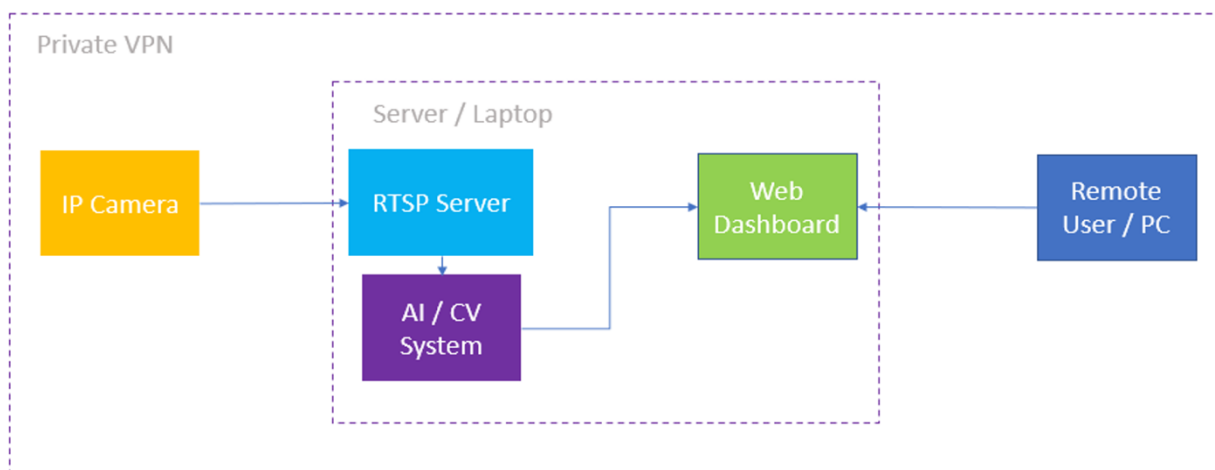 Private VPN
Server / Laptop
IP Camera
RTSP Server
Web
Dashboard
Remote
User / PC
AI / CV
System